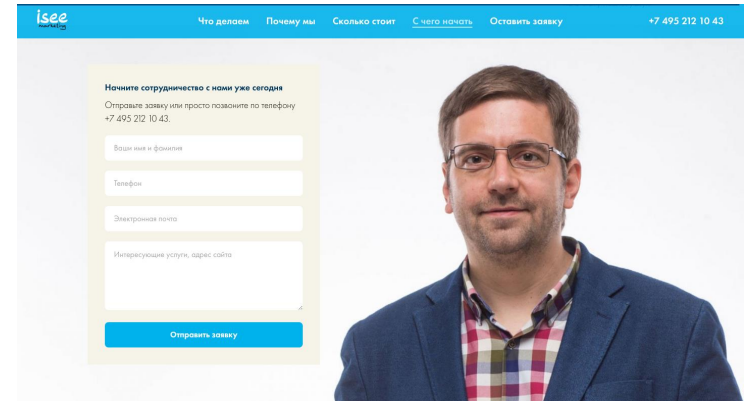 isee
marketing
Что делаем Почему мы Сколько стоит С чего начать Оставить заявку +7 495 212 10 43
Начните сотрудничество с нами уже сегодня
Отправьте заявку или просто позвоните по телефону
+7 495 212 10 43.
Ваши имя и фамилия
Телефон
Электронная почта
Интересующие услуги, адрес сайта
Отправить заявку